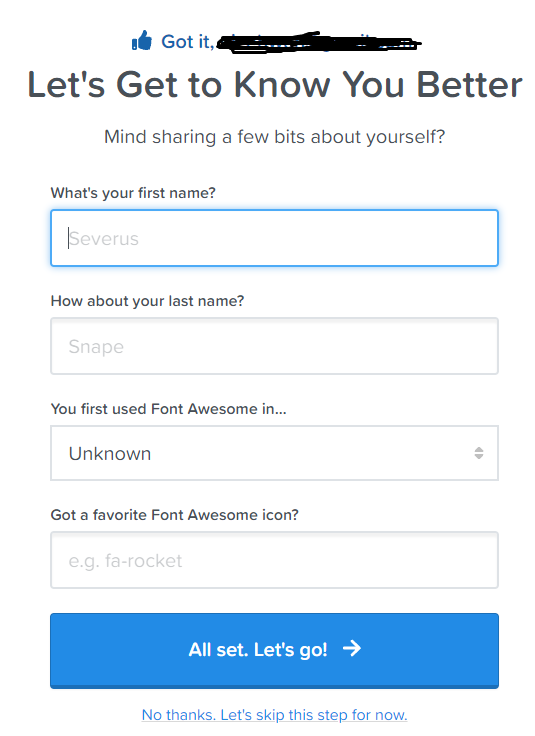 Got it,
Let's Get to Know You Better
Mind sharing a few bits about yourself?
What's your first name?
Severus
How about your last name?
Snape
You first used Font Awesome in...
Unknown
Got a favorite Font Awesome icon?
e.g. fa-rocket
All set. Let's go!
No thanks. Let's skip this step for now.